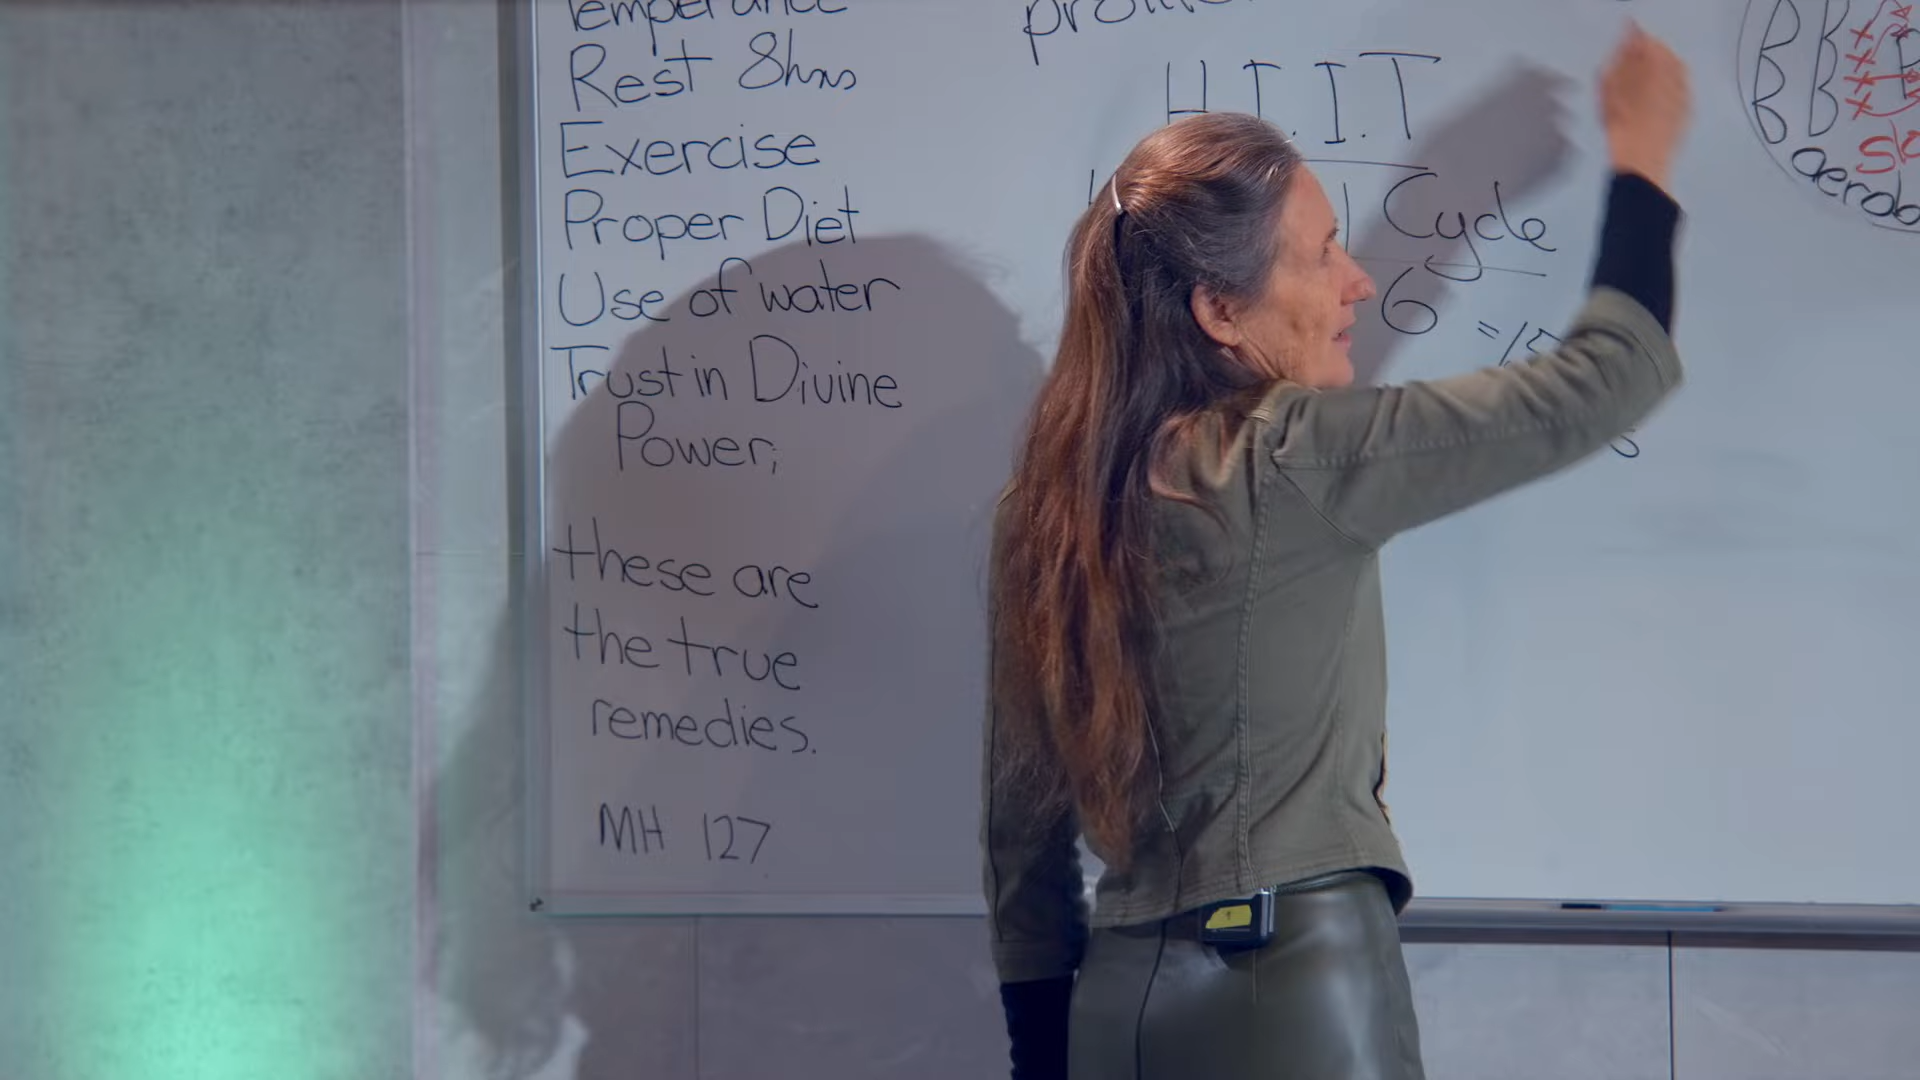 Temperance
Rest 8hrs
Exercise
Proper Diet
Use of water
Trust in Divine
Power;
these are
the true
remedies.
MH 127
H.I.I.T
Cycle
6